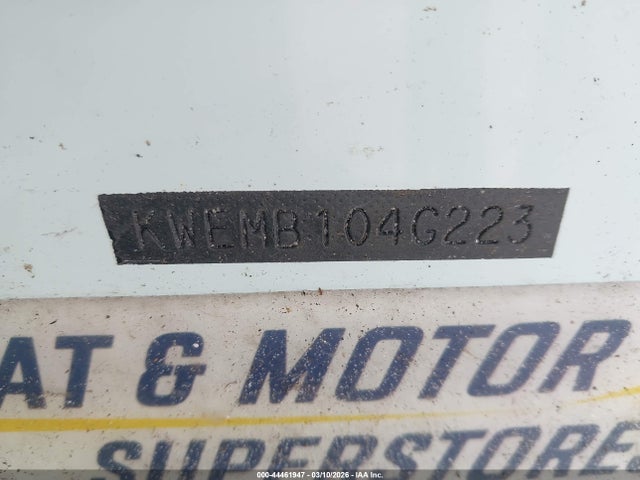 KWEMB104G223
AT & MOTOR
SUPERSTORES
000-44461947 - 03/10/2026 - IAA Inc.